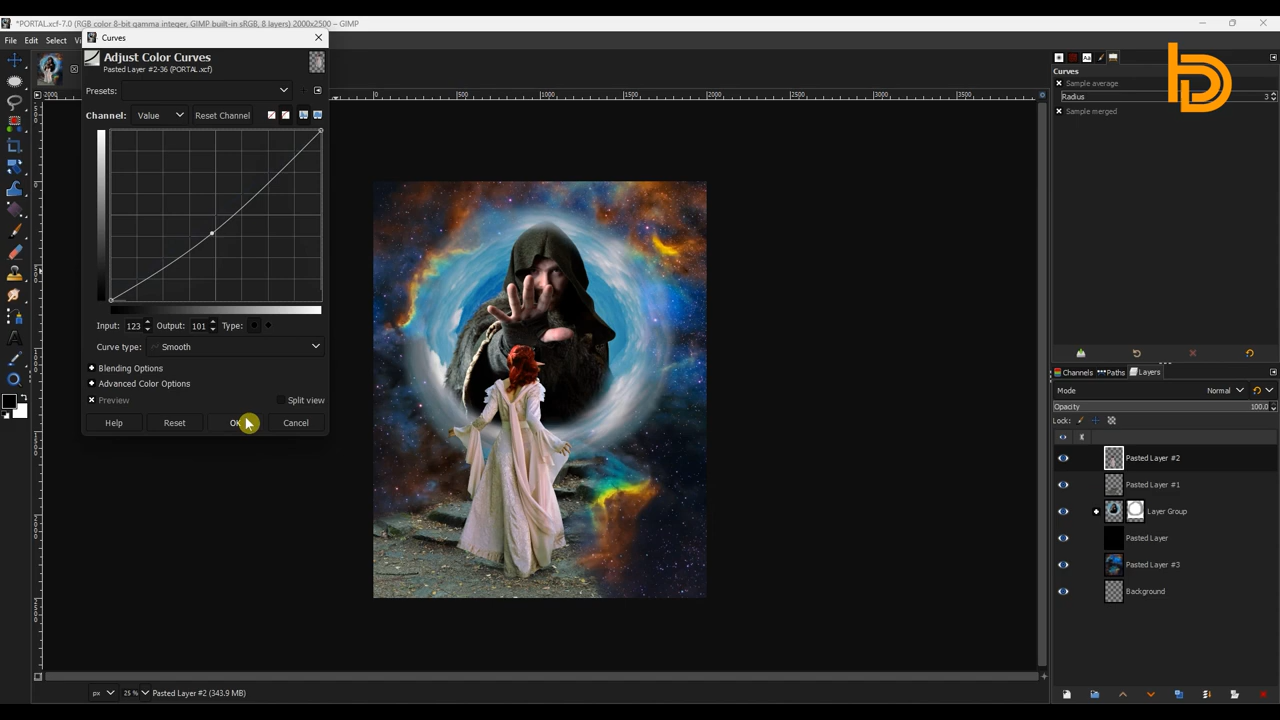 *PORTAL.xcf-7.0 (RGB color 8-bit gamma integer, GIMP built-in sRGB, 8 layers) 2000x2500 – GIMP
File Edit Select
Curves
Adjust Color Curves
Pasted Layer #2-36 (PORTAL.xcf)
Presets:
Channel: Value Reset Channel
Input: 123 Output: 101 Type:
Curve type: Smooth
Blending Options
Advanced Color Options
Preview Split view
Help Reset OK Cancel
0 500 1000 1500 2000 2500 3000 3500
px 25 % Pasted Layer #2 (343.9 MB)
Curves
Sample average
Radius 3
Sample merged
Channels Paths Layers
Mode Normal
Opacity 100.0
Lock:
Pasted Layer #2
Pasted Layer #1
Layer Group
Pasted Layer
Pasted Layer #3
Background